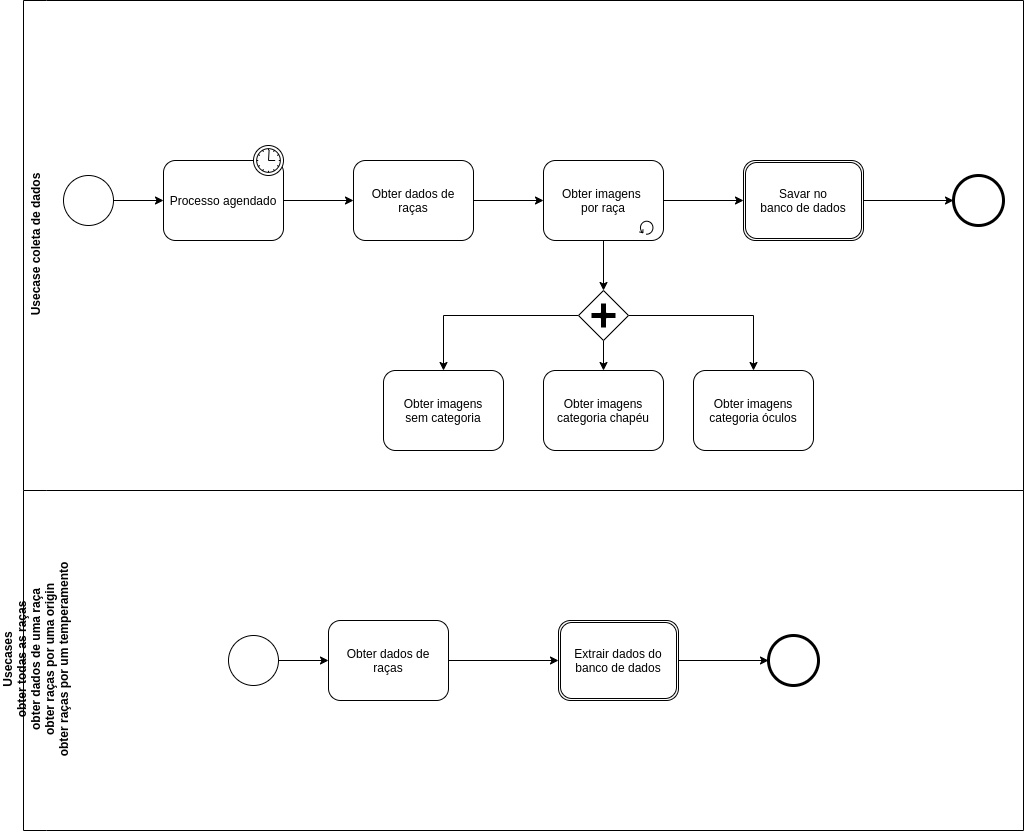 Usecase coleta de dados
Processo agendado
Obter dados de
raças
Obter imagens
por raça
Savar no
banco de dados
Obter imagens
sem categoria
Obter imagens
categoria chapéu
Obter imagens
categoria óculos
Usecases
obter todas as raças
obter dados de uma raça
obter raças por uma origin
obter raças por um temperamento
Obter dados de
raças
Extrair dados do
banco de dados